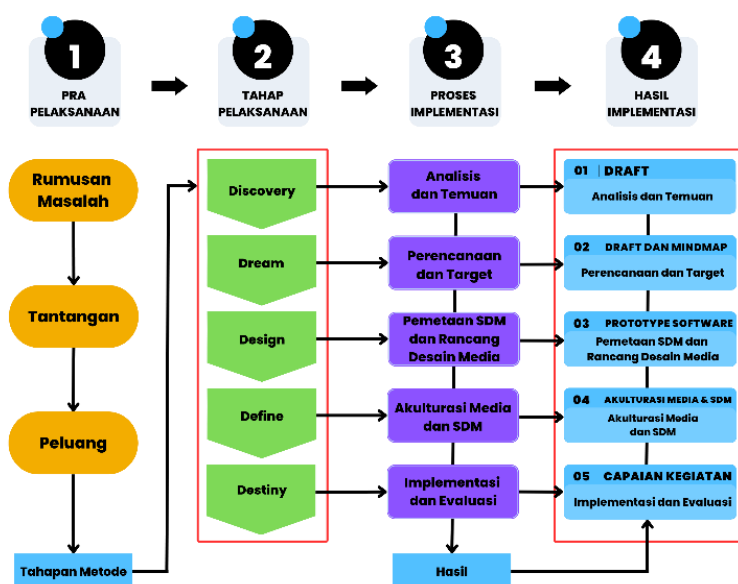 1
PRA
PELAKSANAAN
2
TAHAP
PELAKSANAAN
3
PROSES
IMPLEMENTASI
4
HASIL
IMPLEMENTASI
Rumusan
Masalah
Tantangan
Peluang
Tahapan Metode
Discovery
Dream
Design
Define
Destiny
Analisis
dan Temuan
Perencanaan
dan Target
Pemetaan SDM
dan Rancang
Desain Media
Akulturasi Media
dan SDM
Implementasi
dan Evaluasi
Hasil
01 | DRAFT
Analisis dan Temuan
02 DRAFT DAN MINDMAP
Perencanaan dan Target
03 PROTOTYPE SOFTWARE
Pemetaan SDM dan
Rancang Desain Media
04 AKULTURASI MEDIA & SDM
Akulturasi Media
dan SDM
05 CAPAIAN KEGIATAN
Implementasi dan Evaluasi